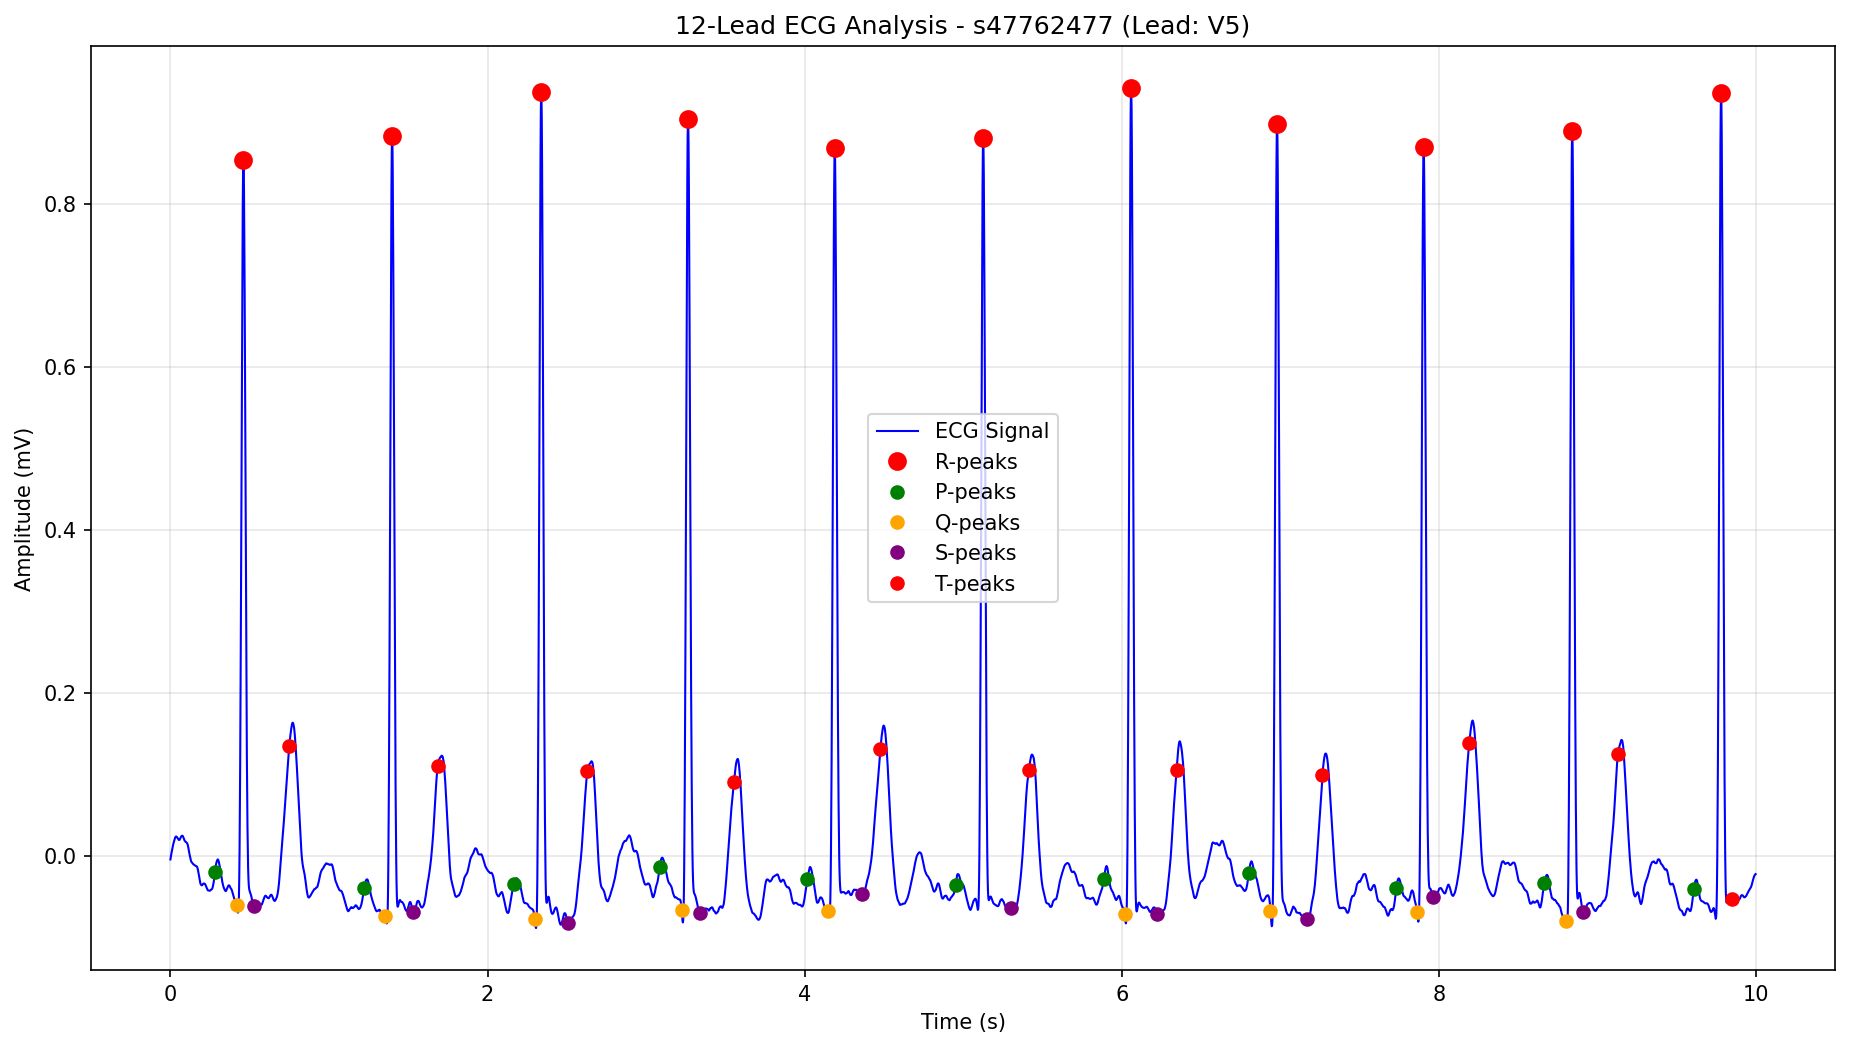 12-Lead ECG Analysis - s47762477 (Lead: V5)
Amplitude (mV)
0.8
0.6
0.4
0.2
0.0
ECG Signal
R-peaks
P-peaks
Q-peaks
S-peaks
T-peaks
0 2 4 6 8 10
Time (s)